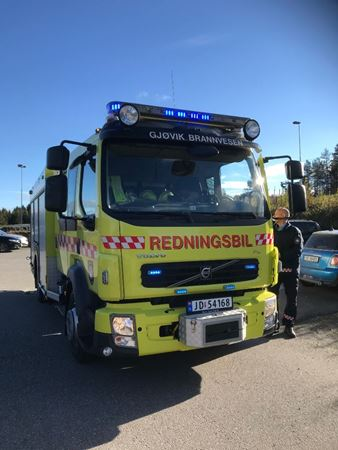 GJØVIK BRANNVESEN
REDNINGSBIL
VOLVO
JD 54168